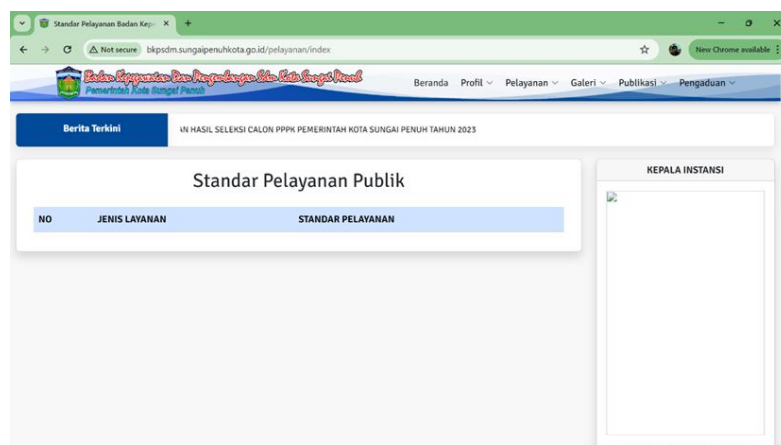 Standar Pelayanan Badan Kepe
Not secure bkpsdm.sungaipenuhkota.go.id/pelayanan/index
New Chrome available
Badan Kepegawaian Dan Pengembangan Sdm Kota Sungai Penuh
Pemerintah Kota Sungai Penuh
Beranda Profil Pelayanan Galeri Publikasi Pengaduan
Berita Terkini
AN HASIL SELEKSI CALON PPPK PEMERINTAH KOTA SUNGAI PENUH TAHUN 2023
Standar Pelayanan Publik
NO JENIS LAYANAN STANDAR PELAYANAN
KEPALA INSTANSI